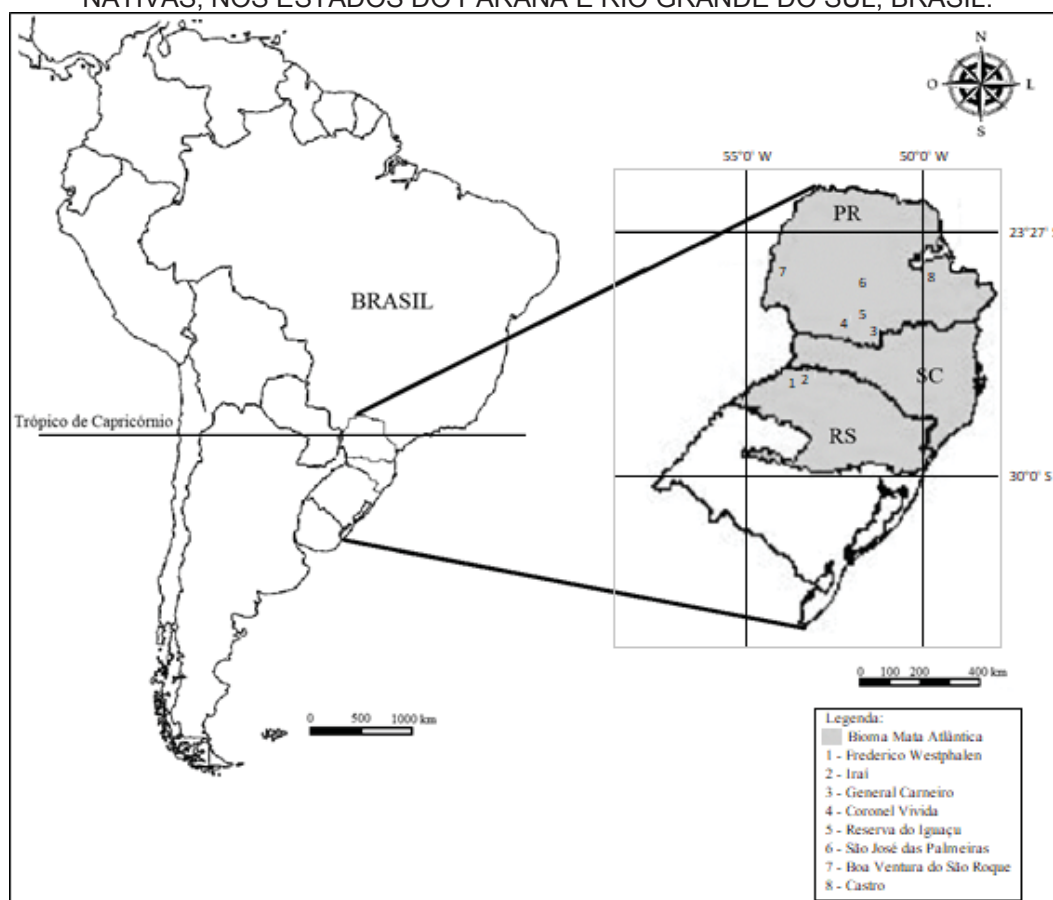 NATIVAS, NOS ESTADOS DO PARANÁ E RIO GRANDE DO SUL, BRASIL.
N
O
L
S
55°0' W
50°0' W
PR
23°27' S
7
6
8
BRASIL
5
4
3
SC
1
2
Trópico de Capricórnio
RS
30°0' S
0 100 200 400 km
0 500 1000 km
Legenda:
Bioma Mata Atlântica
1 - Frederico Westphalen
2 - Iraí
3 - General Carneiro
4 - Coronel Vivida
5 - Reserva do Iguaçu
6 - São José das Palmeiras
7 - Boa Ventura do São Roque
8 - Castro